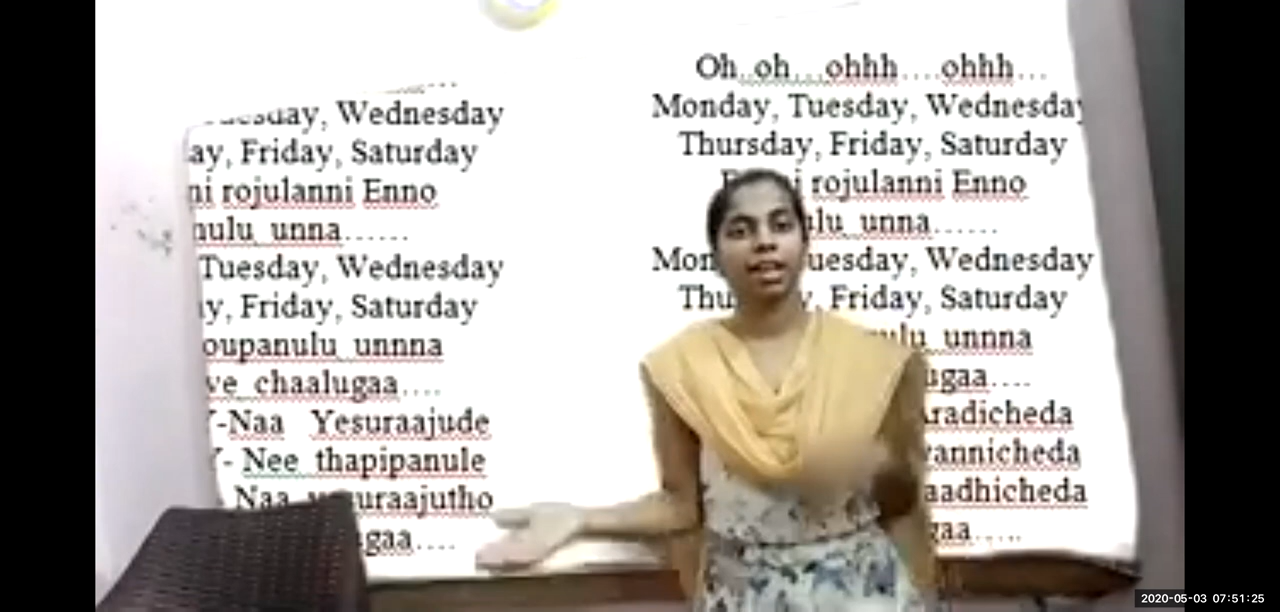 Wednesday
ay, Friday, Saturday
ni rojulanni Enno
nulu unna......
Tuesday, Wednesday
y, Friday, Saturday
oupanulu unnna
ve chaalugaa....
-Naa Yesuraajude
- Nee thapipanule
Naa
gaa....
Oh oh...ohhh....ohhh...
Monday, Tuesday, Wednesday
Thursday, Friday, Saturday
rojulanni Enno
ulu unna......
Mon uesday, Wednesday
Thu y, Friday, Saturday
ulu unnna
ugaa....
Aradicheda
vannicheda
aadhicheda
gaa.....
2020-05-03 07:51:25